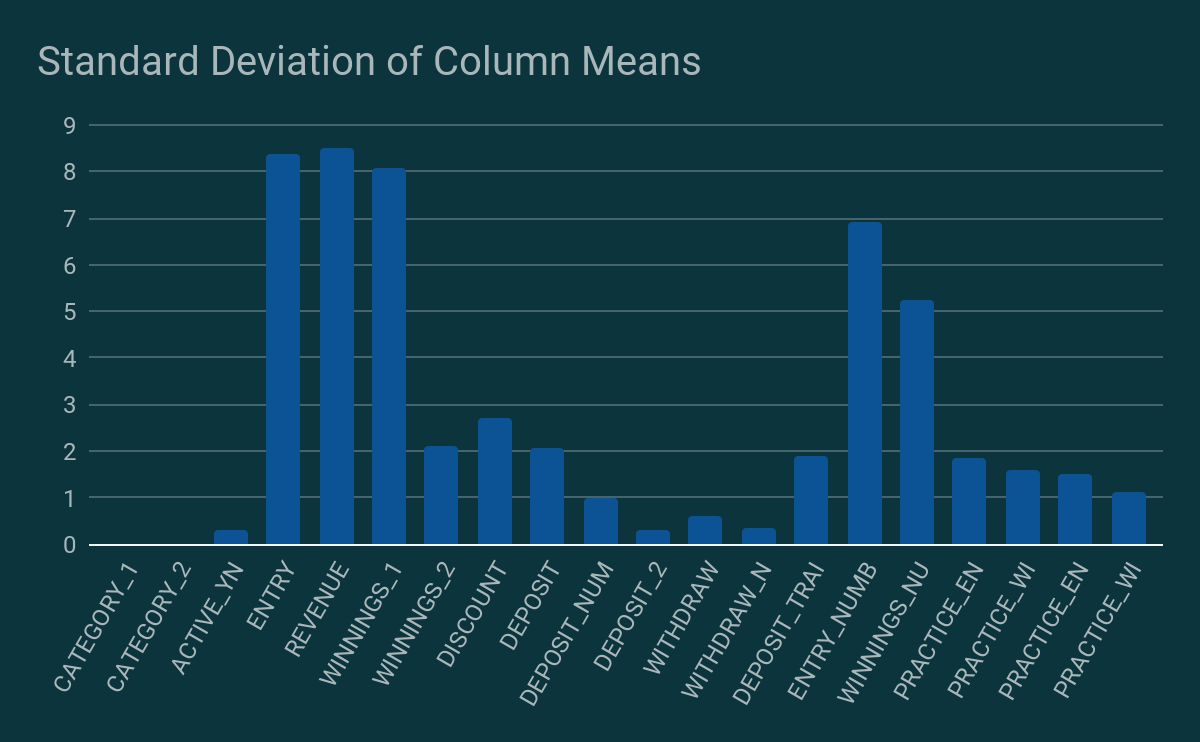 Standard Deviation of Column Means
9
8
7
6
5
4
3
2
1
0
CATEGORY_1
CATEGORY_2
ACTIVE_YN
ENTRY
REVENUE
WINNINGS_1
WINNINGS_2
DISCOUNT
DEPOSIT
DEPOSIT_NUM
DEPOSIT_2
WITHDRAW
WITHDRAW_N
DEPOSIT_TRAI
ENTRY_NUMB
WINNINGS_NU
PRACTICE_EN
PRACTICE_WI
PRACTICE_EN
PRACTICE_WI